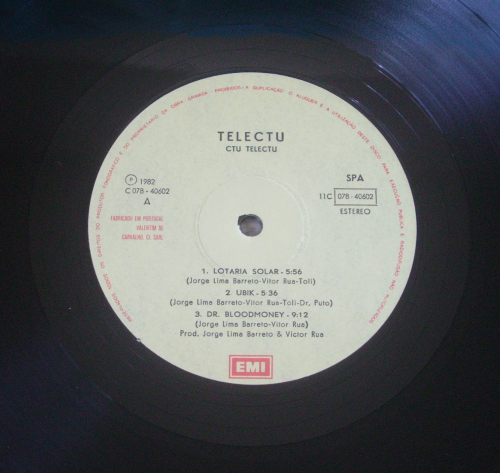 TELECTU
CTU TELECTU
Ⓟ 1982
C 078 - 40602
A
SPA
11C 078 - 40602
ESTEREO
FABRICADO EM PORTUGAL
VALENTIM DE
CARVALHO CI SARL
1. LOTARIA SOLAR - 5:56
(Jorge Lima Barreto-Vitor Rua-Toli)
2. UBIK - 5:36
(Jorge Lima Barreto-Vitor Rua-Toli-Dr. Puto)
3. DR. BLOODMONEY - 9:12
(Jorge Lima Barreto-Vitor Rua)
Prod. Jorge Lima Barreto & Victor Rua
EMI